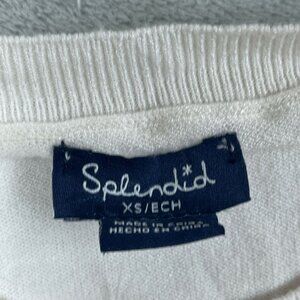 Splendid
XS/ECH
MADE IN CHINA
HECHO EN CHINA